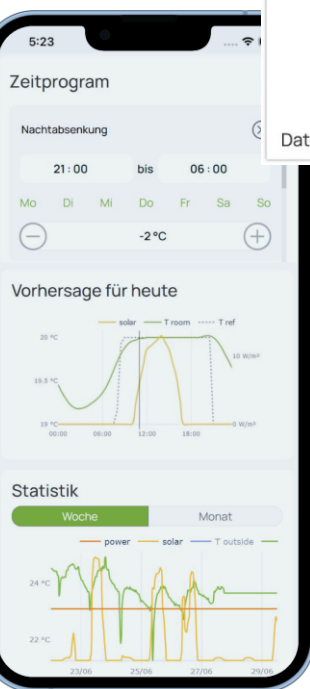 5:23
Zeitprogram
Nachtabsenkung
Dat
21:00 bis 06:00
Mo Di Mi Do Fr Sa So
-2 °C
Vorhersage für heute
solar T room T ref
20 °C
10 W/m²
19.5 °C
19 °C 0 W/m²
00:00 06:00 12:00 18:00
Statistik
Woche Monat
power solar T outside
24 °C
22 °C
23/06 25/06 27/06 29/06